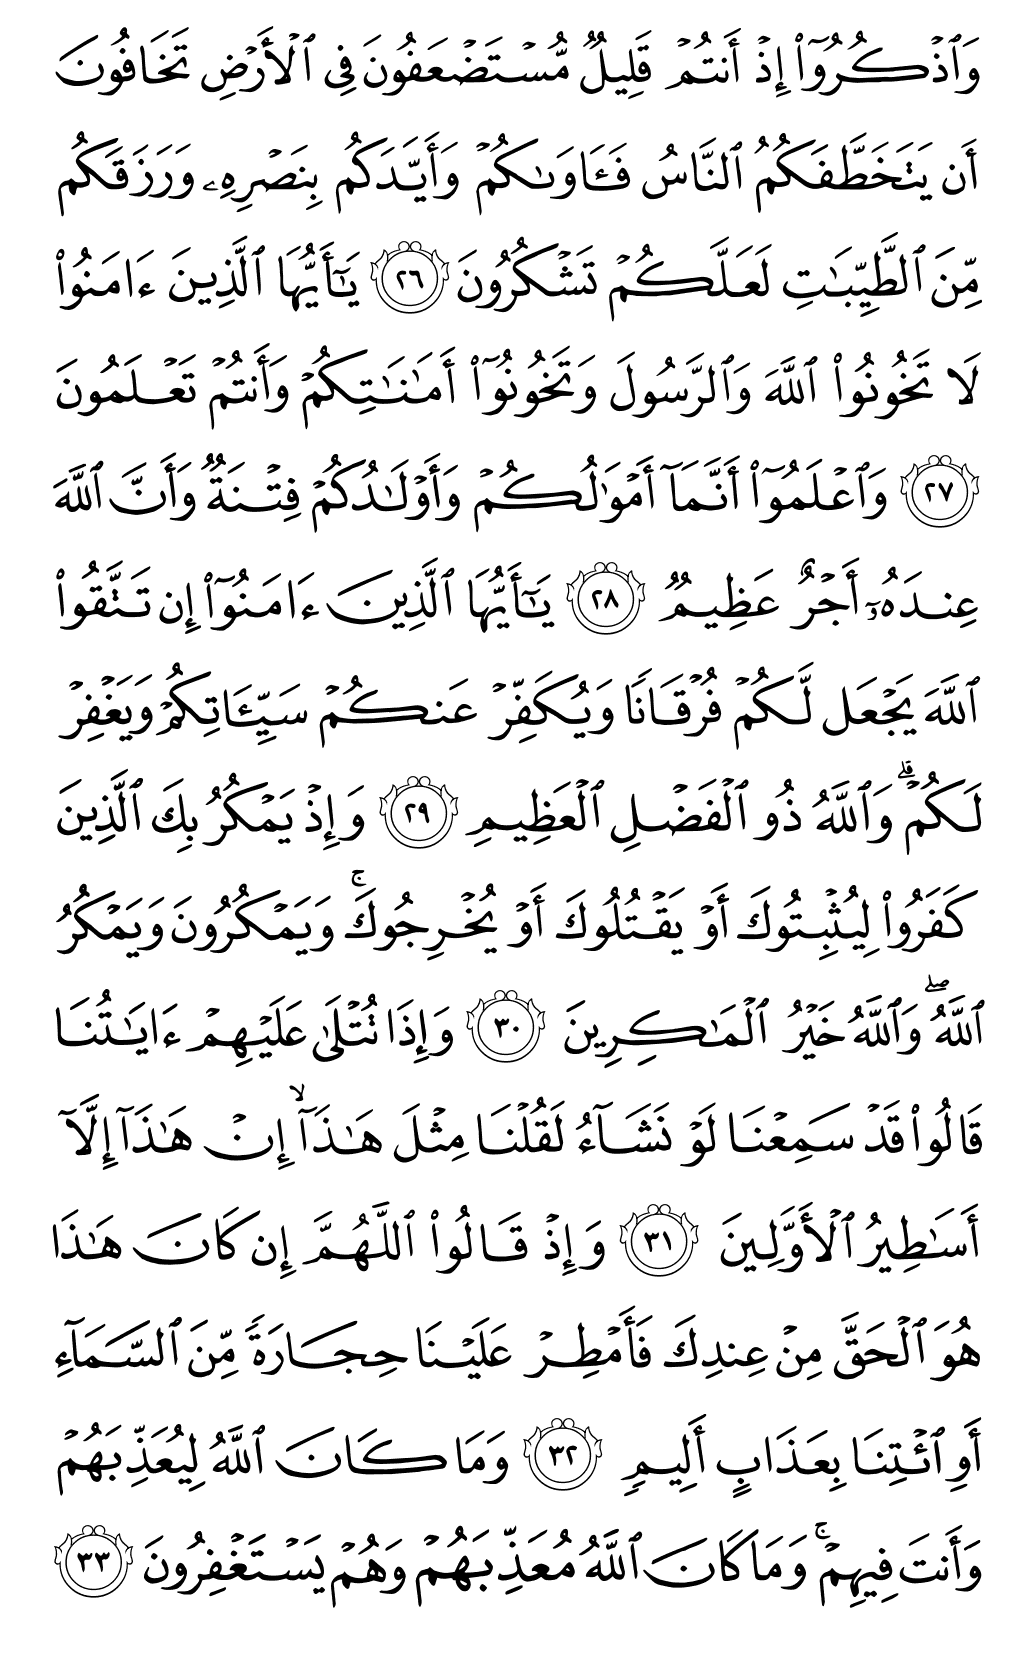 وَٱذۡكُرُوٓاْ إِذۡ أَنتُمۡ قَلِيلٞ مُّسۡتَضۡعَفُونَ فِي ٱلۡأَرۡضِ تَخَافُونَ
أَن يَتَخَطَّفَكُمُ ٱلنَّاسُ فَـَٔاوَىٰكُمۡ وَأَيَّدَكُم بِنَصۡرِهِۦ وَرَزَقَكُم
مِّنَ ٱلطَّيِّبَٰتِ لَعَلَّكُمۡ تَشۡكُرُونَ ٢٦ يَٰٓأَيُّهَا ٱلَّذِينَ ءَامَنُواْ
لَا تَخُونُواْ ٱللَّهَ وَٱلرَّسُولَ وَتَخُونُوٓاْ أَمَٰنَٰتِكُمۡ وَأَنتُمۡ تَعۡلَمُونَ
٢٧ وَٱعۡلَمُوٓاْ أَنَّمَآ أَمۡوَٰلُكُمۡ وَأَوۡلَٰدُكُمۡ فِتۡنَةٞ وَأَنَّ ٱللَّهَ
عِندَهُۥٓ أَجۡرٌ عَظِيمٞ ٢٨ يَٰٓأَيُّهَا ٱلَّذِينَ ءَامَنُوٓاْ إِن تَتَّقُواْ
ٱللَّهَ يَجۡعَل لَّكُمۡ فُرۡقَانٗا وَيُكَفِّرۡ عَنكُمۡ سَيِّـَٔاتِكُمۡ وَيَغۡفِرۡ
لَكُمۡۗ وَٱللَّهُ ذُو ٱلۡفَضۡلِ ٱلۡعَظِيمِ ٢٩ وَإِذۡ يَمۡكُرُ بِكَ ٱلَّذِينَ
كَفَرُواْ لِيُثۡبِتُوكَ أَوۡ يَقۡتُلُوكَ أَوۡ يُخۡرِجُوكَۚ وَيَمۡكُرُونَ وَيَمۡكُرُ
ٱللَّهُۖ وَٱللَّهُ خَيۡرُ ٱلۡمَٰكِرِينَ ٣٠ وَإِذَا تُتۡلَىٰ عَلَيۡهِمۡ ءَايَٰتُنَا
قَالُواْ قَدۡ سَمِعۡنَا لَوۡ نَشَآءُ لَقُلۡنَا مِثۡلَ هَٰذَآۙ إِنۡ هَٰذَآ إِلَّآ
أَسَٰطِيرُ ٱلۡأَوَّلِينَ ٣١ وَإِذۡ قَالُواْ ٱللَّهُمَّ إِن كَانَ هَٰذَا
هُوَ ٱلۡحَقَّ مِنۡ عِندِكَ فَأَمۡطِرۡ عَلَيۡنَا حِجَارَةٗ مِّنَ ٱلسَّمَآءِ
أَوِ ٱئۡتِنَا بِعَذَابٍ أَلِيمٖ ٣٢ وَمَا كَانَ ٱللَّهُ لِيُعَذِّبَهُمۡ
وَأَنتَ فِيهِمۡۚ وَمَا كَانَ ٱللَّهُ مُعَذِّبَهُمۡ وَهُمۡ يَسۡتَغۡفِرُونَ ٣٣